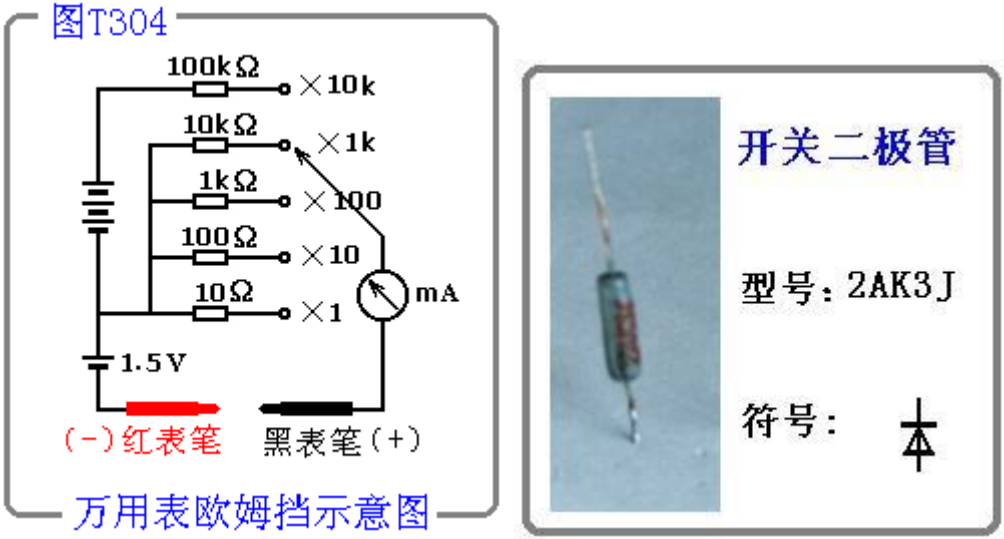 图T304
100kΩ ×10k
10kΩ ×1k
1kΩ ×100
100Ω ×10
10Ω ×1
mA
1.5V
(-)红表笔 黑表笔(+)
万用表欧姆挡示意图
开关二极管
型号: 2AK3J
符号: